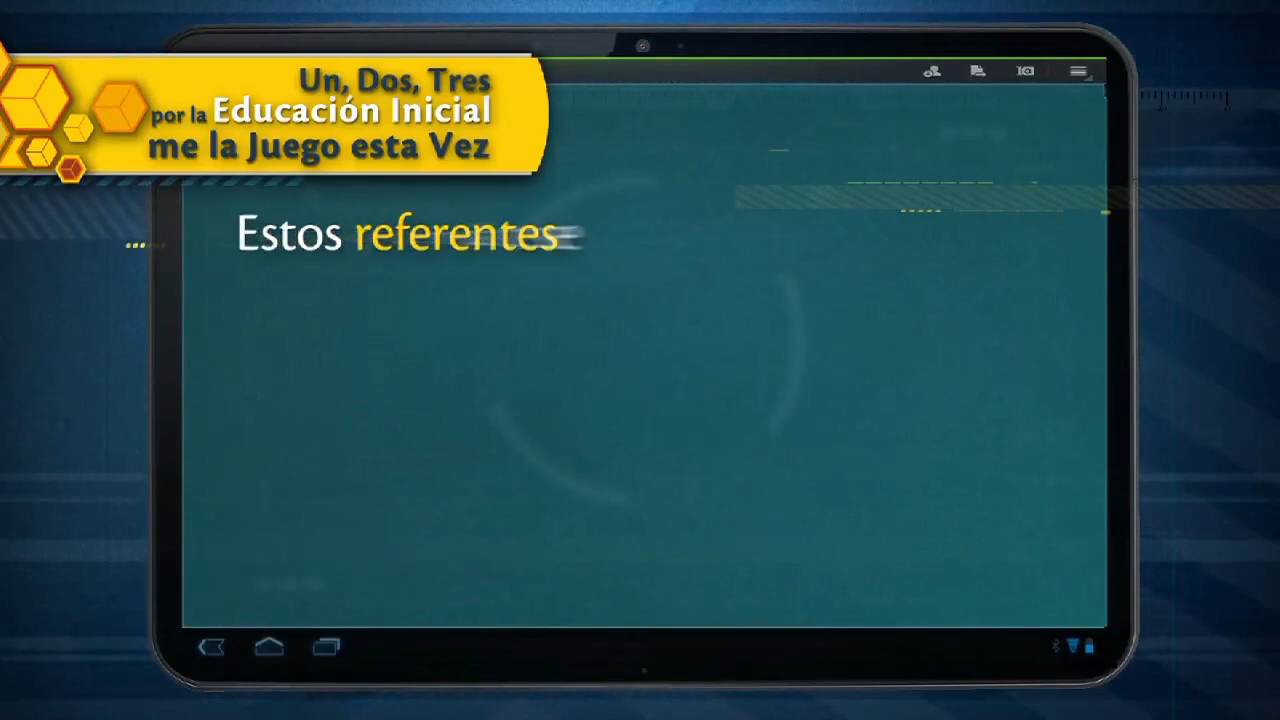 Un, Dos, Tres
por la Educación Inicial
me la Juego esta Vez
Estos referentes